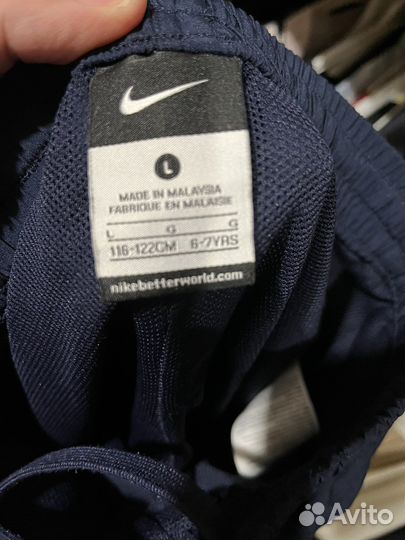 L
MADE IN MALAYSIA
FABRIQUE EN MALAISIE
L G G
116-122CM 6-7YRS
nikebetterworld.com
Avito